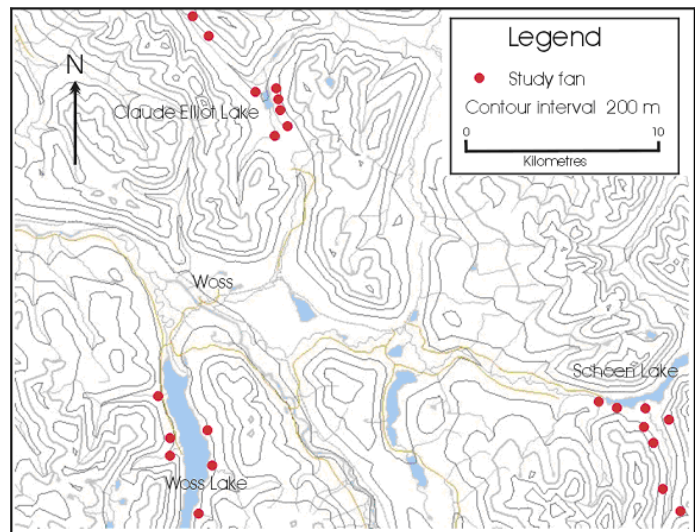 Legend
Study fan
Contour interval 200 m
0 10
Kilometres
N
Claude Elliot Lake
Woss
Schoen Lake
Woss Lake